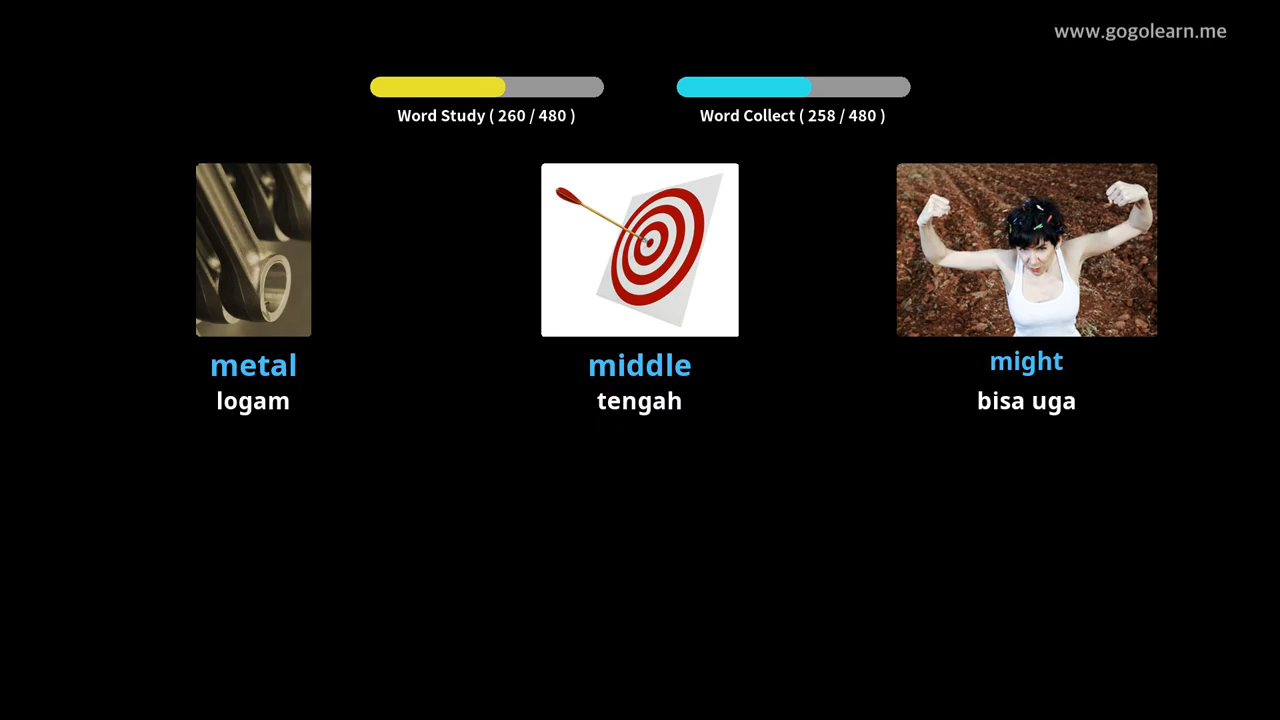 www.gogolearn.me
Word Study ( 260 / 480 )
Word Collect ( 258 / 480 )
metal
logam
middle
tengah
might
bisa uga